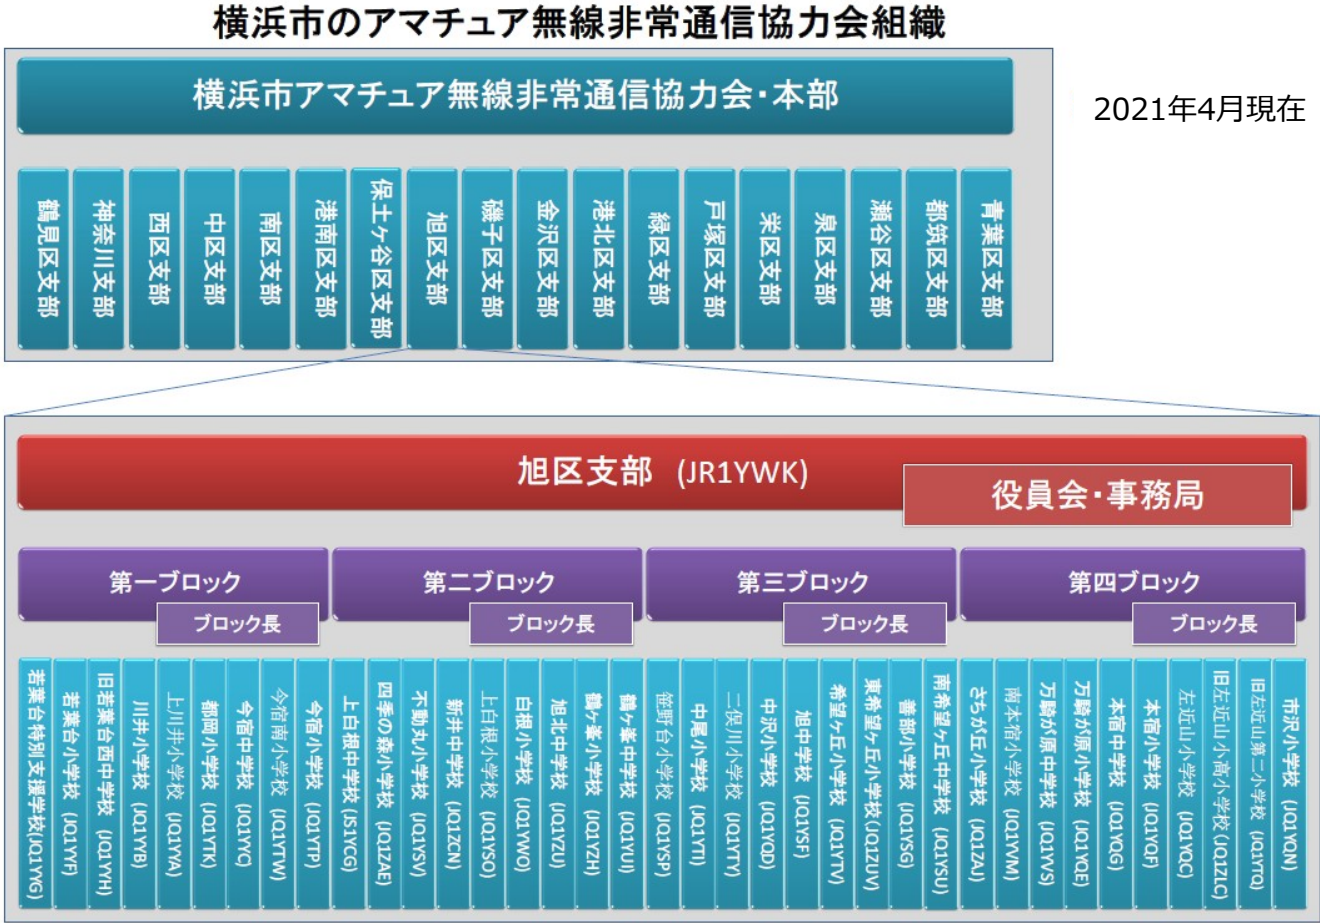 横浜市のアマチュア無線非常通信協力会組織
横浜市アマチュア無線非常通信協力会・本部
2021年4月現在
鶴見区支部
神奈川支部
西区支部
中区支部
南区支部
港南区支部
保土ヶ谷区支部
旭区支部
磯子区支部
金沢区支部
港北区支部
緑区支部
戸塚区支部
栄区支部
泉区支部
瀬谷区支部
都筑区支部
青葉区支部
旭区支部 (JR1YWK)
役員会・事務局
第一ブロック
ブロック長
第二ブロック
ブロック長
第三ブロック
ブロック長
第四ブロック
ブロック長
若葉台特別支援学校(JQ1YYG)
若葉台小学校 (JQ1YYF)
旧若葉台西中学校 (JQ1YYH)
川井小学校 (JQ1YYB)
上川井小学校 (JQ1YYA)
都岡小学校 (JQ1YTK)
今宿中学校 (JQ1YYC)
今宿南小学校 (JQ1YTW)
今宿小学校 (JQ1YTP)
上白根中学校 (JS1YCG)
四季の森小学校 (JQ1ZAE)
不動丸小学校 (JQ1YSV)
新井中学校 (JQ1ZCN)
上白根小学校 (JQ1YSO)
白根小学校 (JQ1YWO)
旭北中学校 (JQ1YZU)
鶴ヶ峯小学校 (JQ1YZH)
鶴ヶ峯中学校 (JQ1YUJ)
笹野台小学校 (JQ1YSP)
中尾小学校 (JQ1YTI)
二俣川小学校 (JQ1YTY)
中沢小学校 (JQ1YQD)
旭中学校 (JQ1YSF)
希望ヶ丘小学校 (JQ1YTV)
東希望ヶ丘小学校(JQ1ZUV)
善部小学校 (JQ1YSG)
南希望ヶ丘中学校 (JQ1YSU)
さちが丘小学校 (JQ1ZAJ)
南本宿小学校 (JQ1YVM)
万騎が原中学校 (JQ1YVS)
万騎が原小学校 (JQ1YQE)
本宿中学校 (JQ1YQG)
本宿小学校 (JQ1YQF)
左近山小学校 (JQ1YQC)
旧左近山小高小学校(JQ1ZLC)
旧左近山第二小学校 (JQ1YTQ)
市沢小学校 (JQ1YQN)